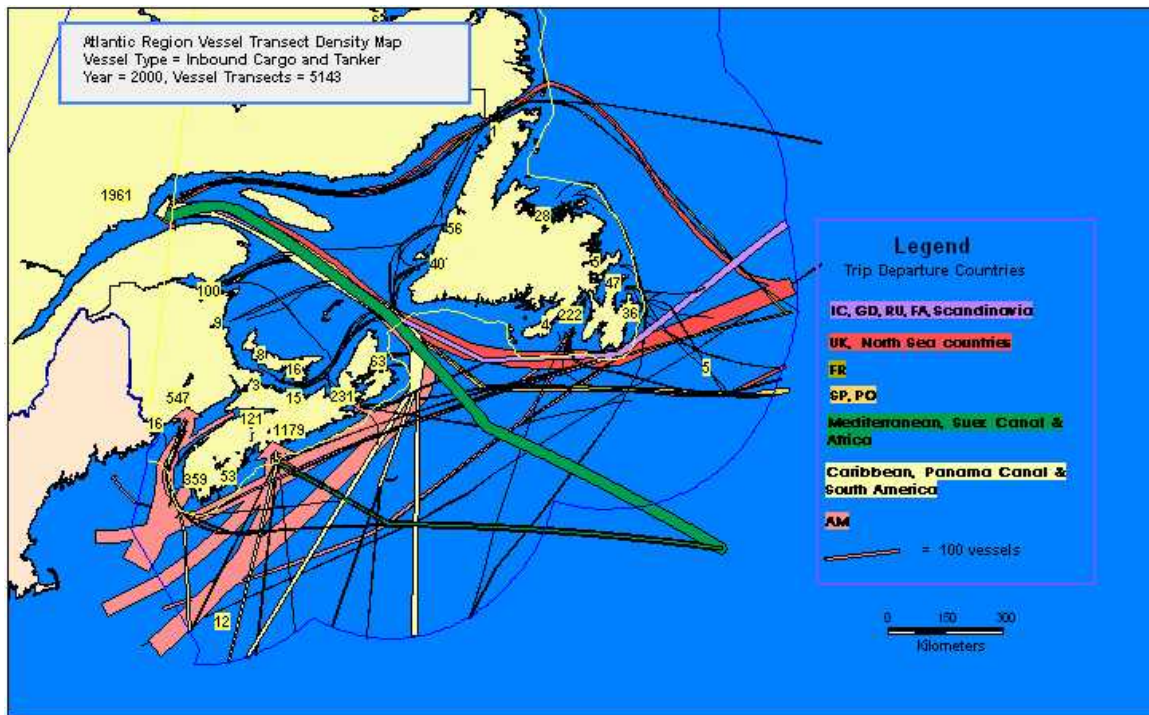 Atlantic Region Vessel Transect Density Map
Vessel Type = Inbound Cargo and Tanker
Year = 2000, Vessel Transects = 5143
1961
1
56
28
5
40
47
100
222
36
4
9
8
63
16
5
3
15
231
547
121
16
1179
359
53
12
Legend
Trip Departure Countries
IC, GD, RU, FA, Scandinavia
UK, North Sea countries
FR
SP, PO
Mediterranean, Suez Canal &
Africa
Caribbean, Panama Canal &
South America
AM
= 100 vessels
0 150 300
Kilometers